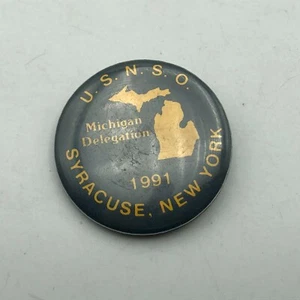 U.S.N.S.O.
Michigan
Delegation
1991
SYRACUSE, NEW YORK